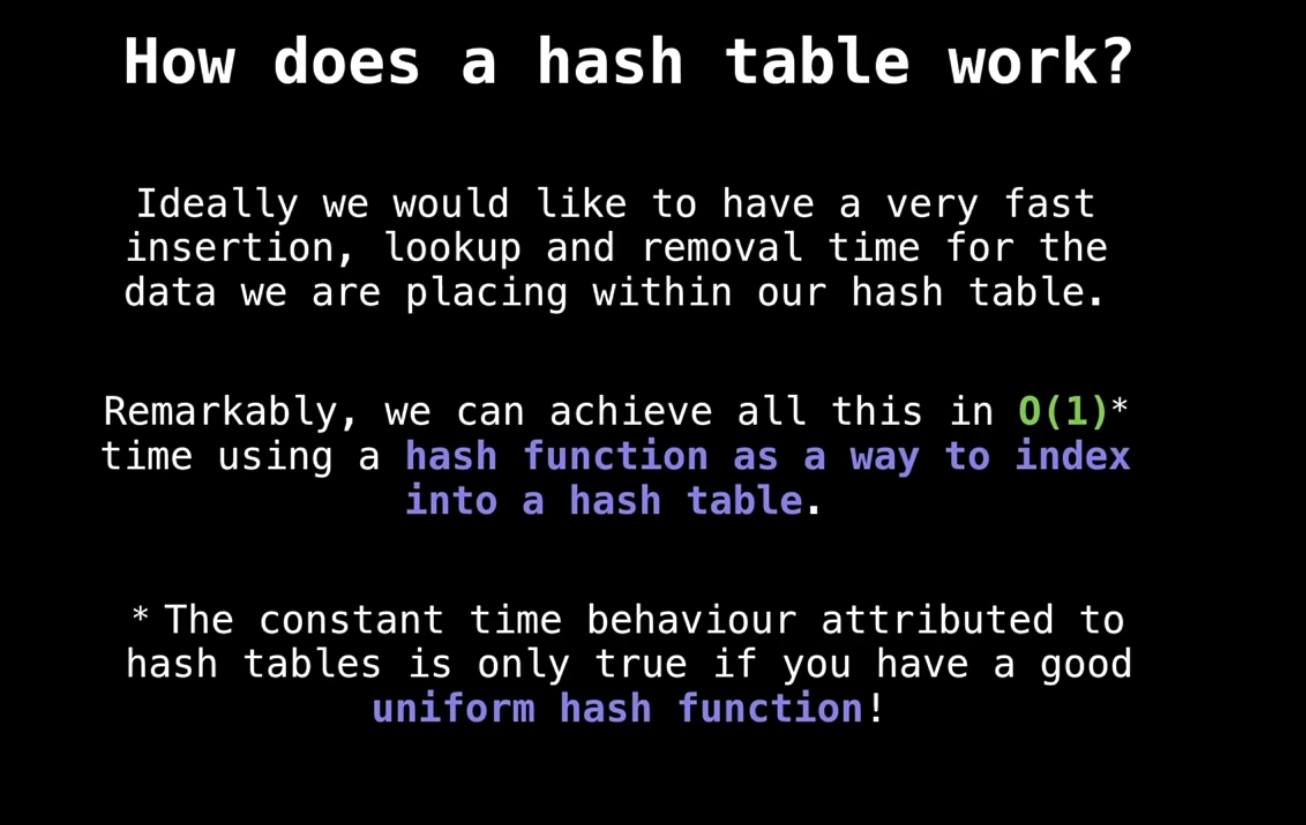 How does a hash table work?
Ideally we would like to have a very fast
insertion, lookup and removal time for the
data we are placing within our hash table.
Remarkably, we can achieve all this in O(1)*
time using a hash function as a way to index
into a hash table.
* The constant time behaviour attributed to
hash tables is only true if you have a good
uniform hash function!